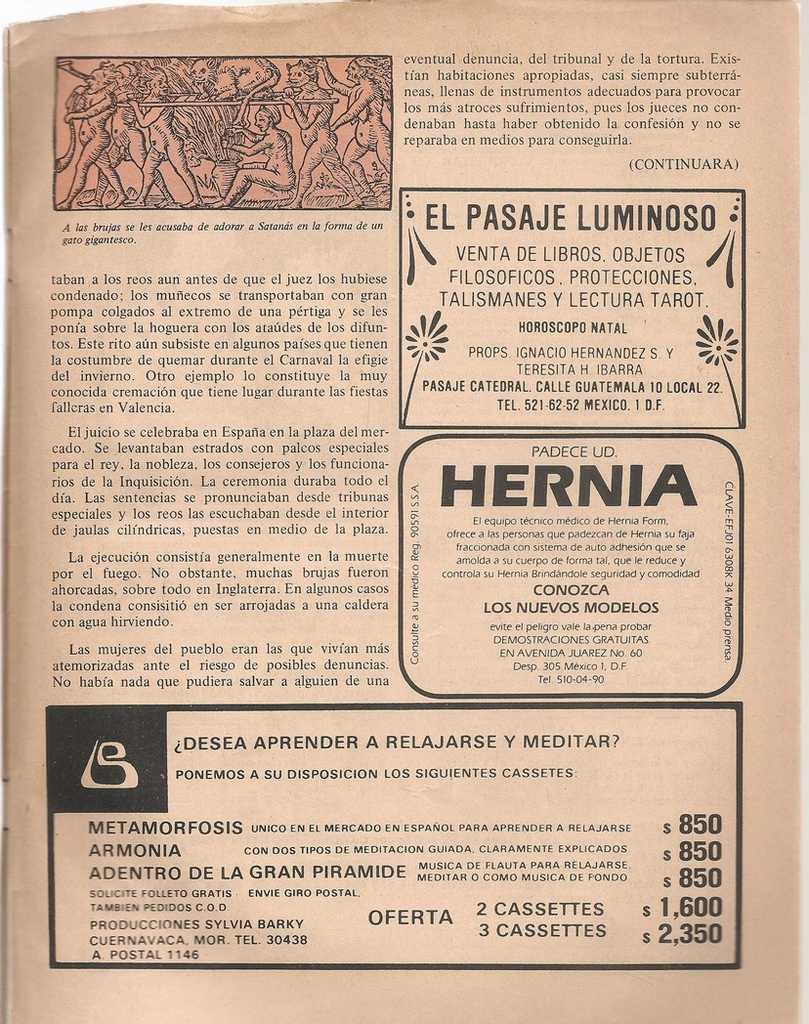 A las brujas se les acusaba de adorar a Satanás en la forma de un
gato gigantesco.
taban a los reos aun antes de que el juez los hubiese
condenado; los muñecos se transportaban con gran
pompa colgados al extremo de una pértiga y se les
ponía sobre la hoguera con los ataúdes de los difun-
tos. Este rito aún subsiste en algunos países que tienen
la costumbre de quemar durante el Carnaval la efigie
del invierno. Otro ejemplo lo constituye la muy
conocida cremación que tiene lugar durante las fiestas
falleras en Valencia.
El juicio se celebraba en España en la plaza del mer-
cado. Se levantaban estrados con palcos especiales
para el rey, la nobleza, los consejeros y los funciona-
rios de la Inquisición. La ceremonia duraba todo el
día. Las sentencias se pronunciaban desde tribunas
especiales y los reos las escuchaban desde el interior
de jaulas cilíndricas, puestas en medio de la plaza.
La ejecución consistía generalmente en la muerte
por el fuego. No obstante, muchas brujas fueron
ahorcadas, sobre todo en Inglaterra. En algunos casos
la condena consisitió en ser arrojadas a una caldera
con agua hirviendo.
Las mujeres del pueblo eran las que vivían más
atemorizadas ante el riesgo de posibles denuncias.
No había nada que pudiera salvar a alguien de una
eventual denuncia, del tribunal y de la tortura. Exis-
tían habitaciones apropiadas, casi siempre subterrá-
neas, llenas de instrumentos adecuados para provocar
los más atroces sufrimientos, pues los jueces no con-
denaban hasta haber obtenido la confesión y no se
reparaba en medios para conseguirla.
(CONTINUARA)
EL PASAJE LUMINOSO
VENTA DE LIBROS, OBJETOS
FILOSOFICOS, PROTECCIONES,
TALISMANES Y LECTURA TAROT.
HOROSCOPO NATAL
PROPS. IGNACIO HERNANDEZ S. Y
TERESITA H. IBARRA
PASAJE CATEDRAL. CALLE GUATEMALA 10 LOCAL 22.
TEL. 521-62-52 MEXICO. 1 D.F.
PADECE UD.
HERNIA
El equipo técnico médico de Hernia Form,
ofrece a las personas que padezcan de Hernia su faja
fraccionada con sistema de auto adhesión que se
amolda a su cuerpo de forma tal, que le reduce y
controla su Hernia Brindándole seguridad y comodidad
CONOZCA
LOS NUEVOS MODELOS
evite el peligro vale la pena probar
DEMOSTRACIONES GRATUITAS
EN AVENIDA JUAREZ No. 60
Desp. 305 México 1, D.F.
Tel. 510-04-90
Consulte a su médico Reg. 90591 S.S.A.
CLAVE-EFJ01 6308K 34 Medio prensa.
¿DESEA APRENDER A RELAJARSE Y MEDITAR?
PONEMOS A SU DISPOSICION LOS SIGUIENTES CASSETES:
METAMORFOSIS UNICO EN EL MERCADO EN ESPAÑOL PARA APRENDER A RELAJARSE $ 850
ARMONIA CON DOS TIPOS DE MEDITACION GUIADA, CLARAMENTE EXPLICADOS $ 850
ADENTRO DE LA GRAN PIRAMIDE MUSICA DE FLAUTA PARA RELAJARSE, $ 850
MEDITAR O COMO MUSICA DE FONDO
SOLICITE FOLLETO GRATIS ENVIE GIRO POSTAL,
TAMBIEN PEDIDOS C.O.D.
PRODUCCIONES SYLVIA BARKY
CUERNAVACA, MOR. TEL. 30438
A. POSTAL 1146
OFERTA 2 CASSETTES $ 1,600
3 CASSETTES $ 2,350